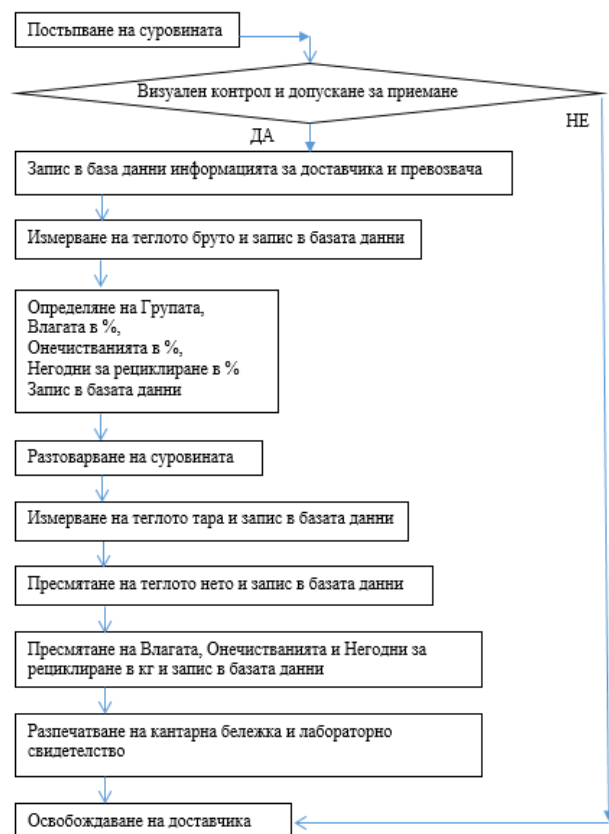 Постъпване на суровината
Визуален контрол и допускане за приемане
НЕ
ДА
Запис в база данни информацията за доставчика и превозвача
Измерване на теглото бруто и запис в базата данни
Определяне на Групата,
Влагата в %,
Онечистванията в %,
Негодни за рециклиране в %
Запис в базата данни
Разтоварване на суровината
Измерване на теглото тара и запис в базата данни
Пресмятане на теглото нето и запис в базата данни
Пресмятане на Влагата, Онечистванията и Негодни за
рециклиране в кг и запис в базата данни
Разпечатване на кантарна бележка и лабораторно
свидетелство
Освобождаване на доставчика